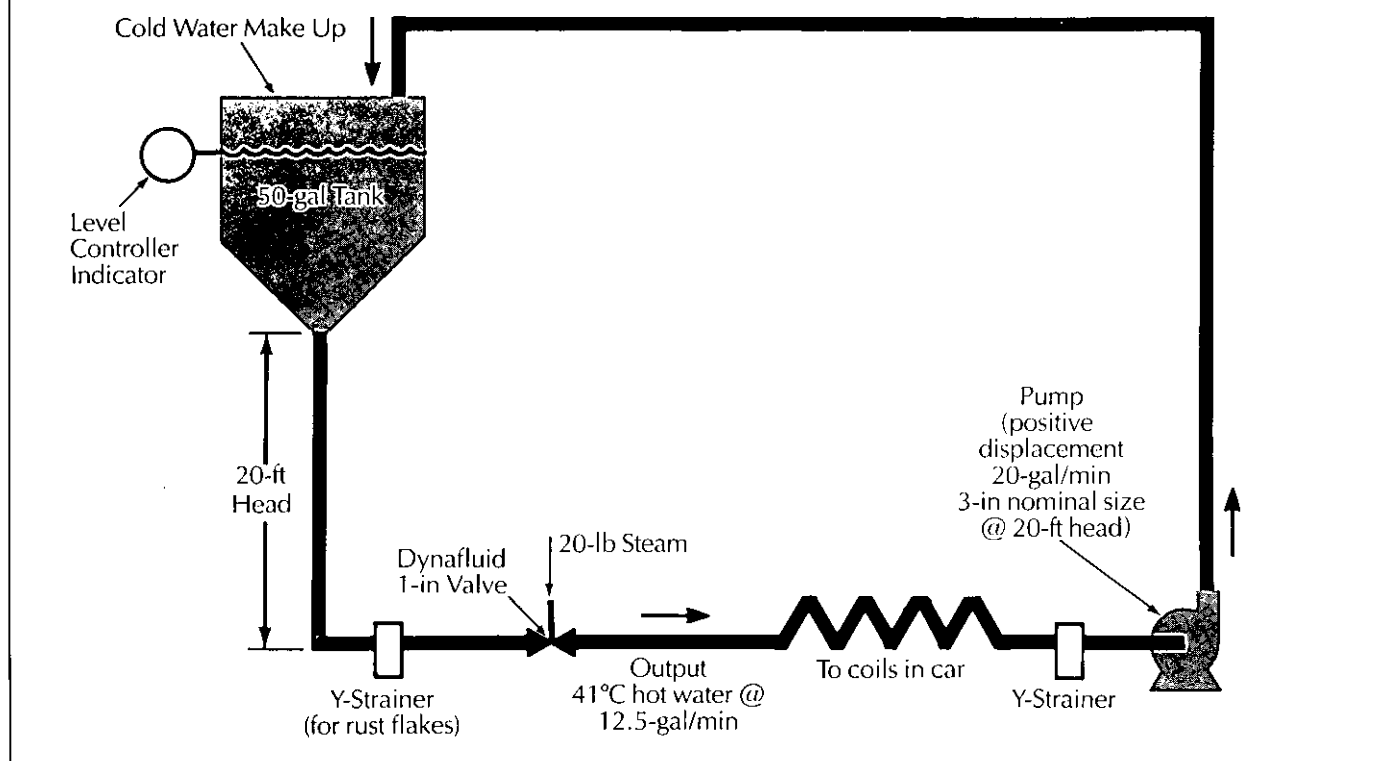 Cold Water Make Up
50-gal Tank
Level
Controller
Indicator
20-ft
Head
Pump
(positive
displacement
20-gal/min
3-in nominal size
@ 20-ft head)
Dynafluid
1-in Valve
20-lb Steam
Y-Strainer
(for rust flakes)
Output
41°C hot water @
12.5-gal/min
To coils in car
Y-Strainer